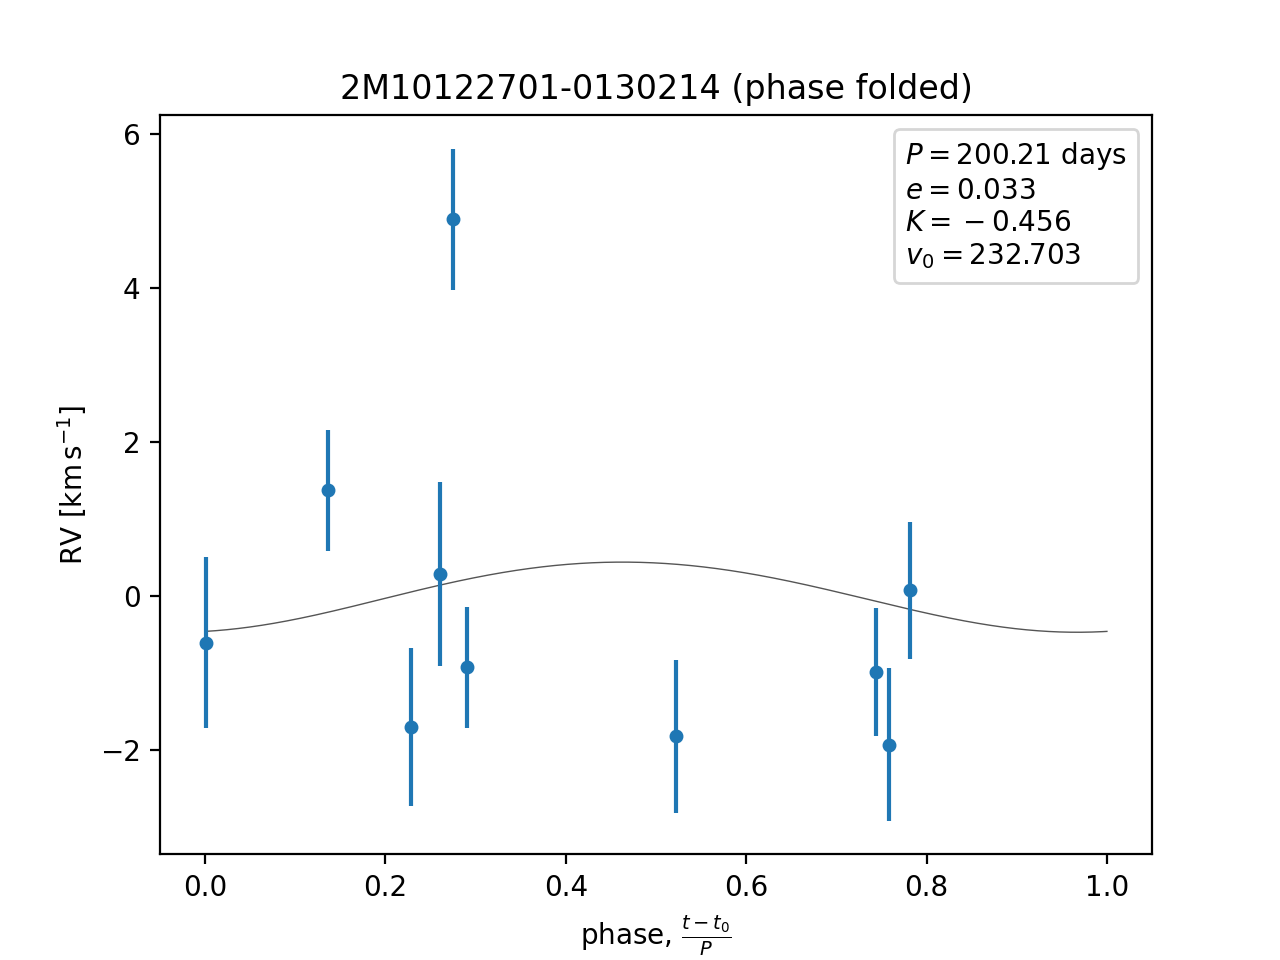 2M10122701-0130214 (phase folded)
P = 200.21 days
e = 0.033
K = −0.456
v₀ = 232.703
RV [km s⁻¹]
6
4
2
0
−2
0.0 0.2 0.4 0.6 0.8 1.0
phase, (t − t₀)/P